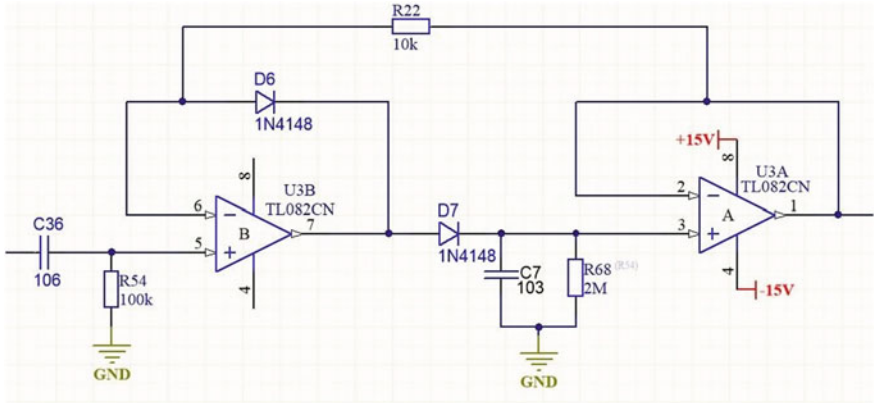 R22
10k
D6
1N4148
+15V
8
U3A
TL082CN
8
U3B
TL082CN
6
2
1
7
A
D7
C36
5
B
3
1N4148
106
R54
100k
4
C7
103
R68 (R54)
2M
4
-15V
GND
GND